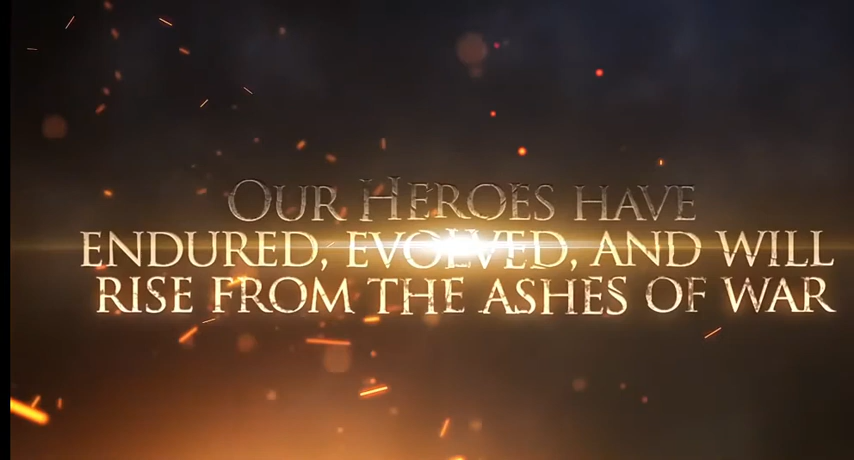 Our Heroes have
endured, evolved, and will
rise from the Ashes of War